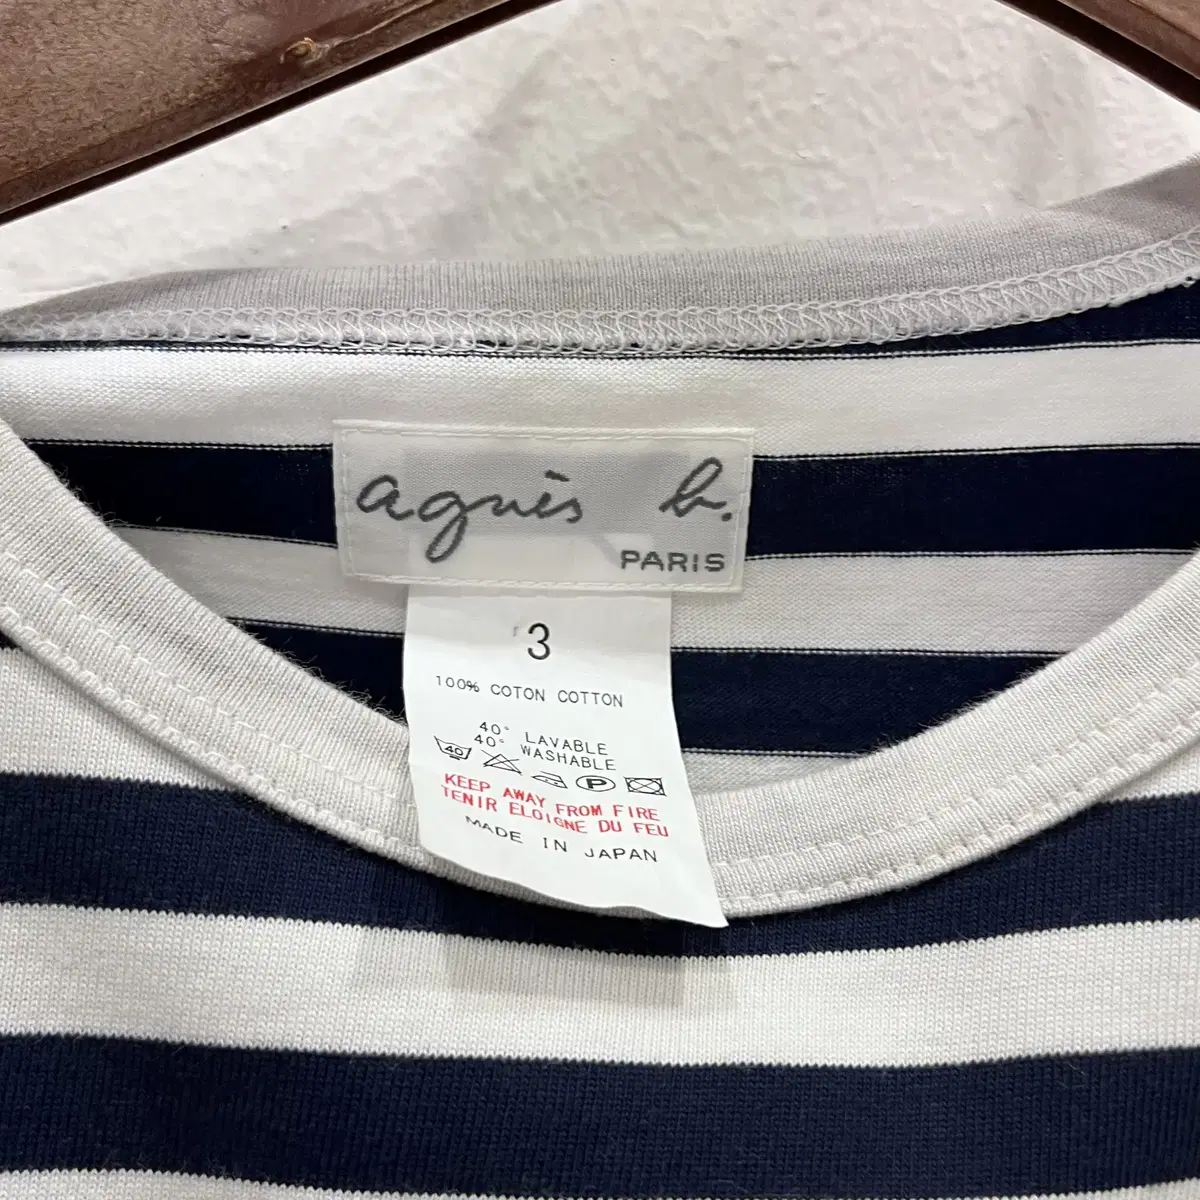 agnès b.
PARIS
3
100% COTON COTTON
40° LAVABLE
40° WASHABLE
40 P
KEEP AWAY FROM FIRE
TENIR ELOIGNE DU FEU
MADE IN JAPAN